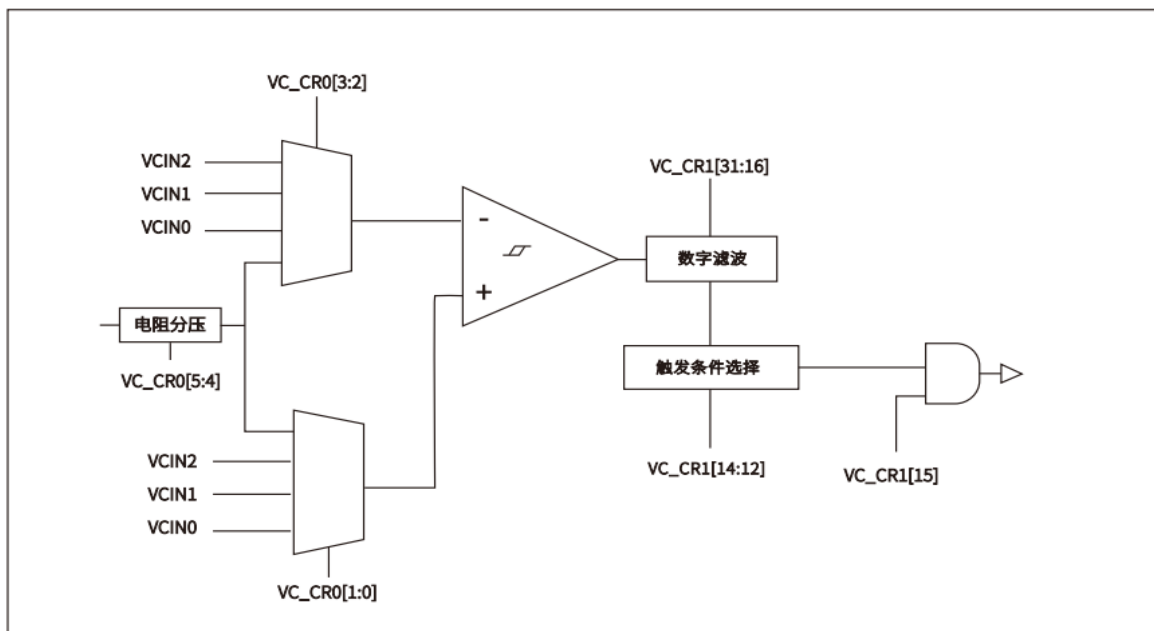 VC_CR0[3:2]
VCIN2
VCIN1
VCIN0
VC_CR1[31:16]
-
数字滤波
+
电阻分压
VC_CR0[5:4]
触发条件选择
VCIN2
VCIN1
VCIN0
VC_CR1[14:12]
VC_CR1[15]
VC_CR0[1:0]